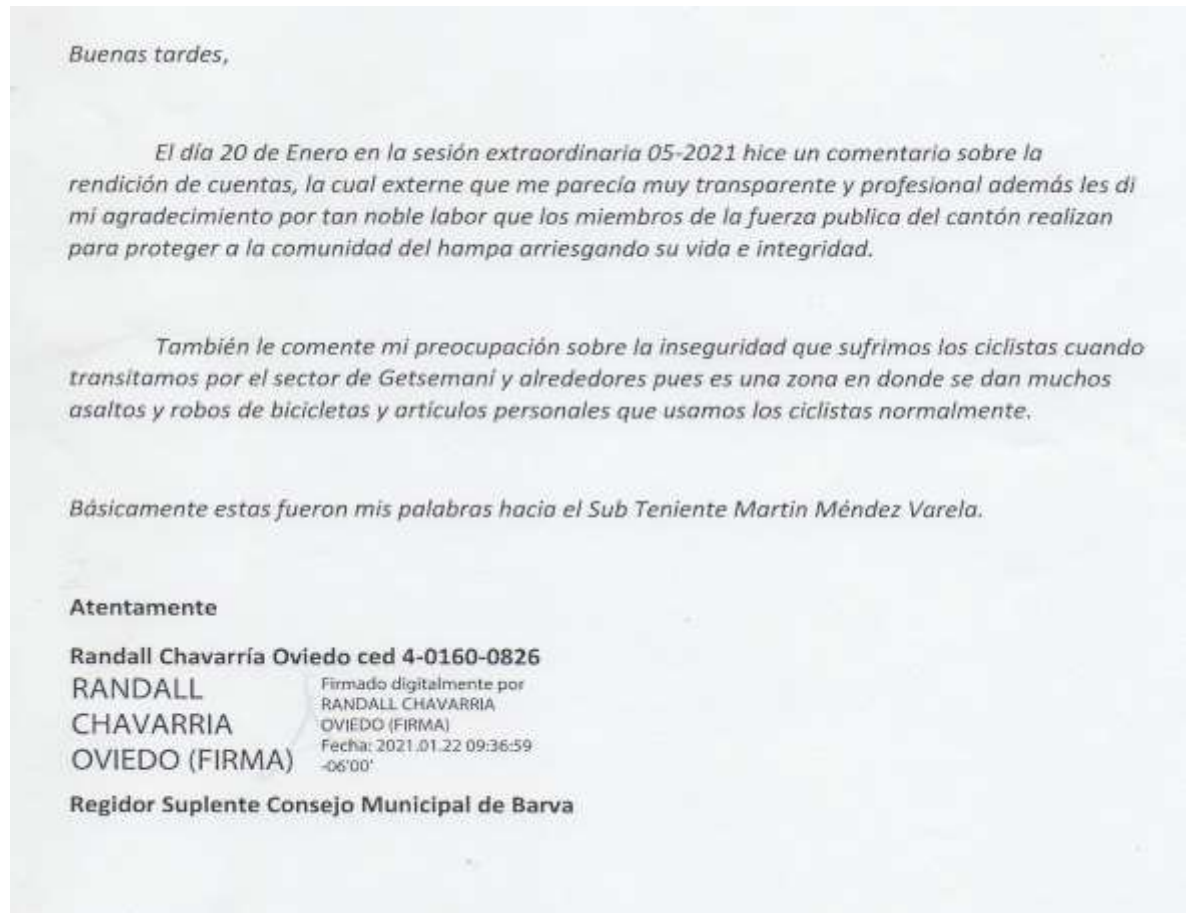 Buenas tardes,
El día 20 de Enero en la sesión extraordinaria 05-2021 hice un comentario sobre la
rendición de cuentas, la cual externe que me parecía muy transparente y profesional además les di
mi agradecimiento por tan noble labor que los miembros de la fuerza publica del cantón realizan
para proteger a la comunidad del hampa arriesgando su vida e integridad.
También le comente mi preocupación sobre la inseguridad que sufrimos los ciclistas cuando
transitamos por el sector de Getsemaní y alrededores pues es una zona en donde se dan muchos
asaltos y robos de bicicletas y artículos personales que usamos los ciclistas normalmente.
Básicamente estas fueron mis palabras hacia el Sub Teniente Martin Méndez Varela.
Atentamente
Randall Chavarría Oviedo ced 4-0160-0826
RANDALL
CHAVARRIA
OVIEDO (FIRMA)
Firmado digitalmente por
RANDALL CHAVARRIA
OVIEDO (FIRMA)
Fecha: 2021.01.22 09:36:59
-06'00'
Regidor Suplente Consejo Municipal de Barva